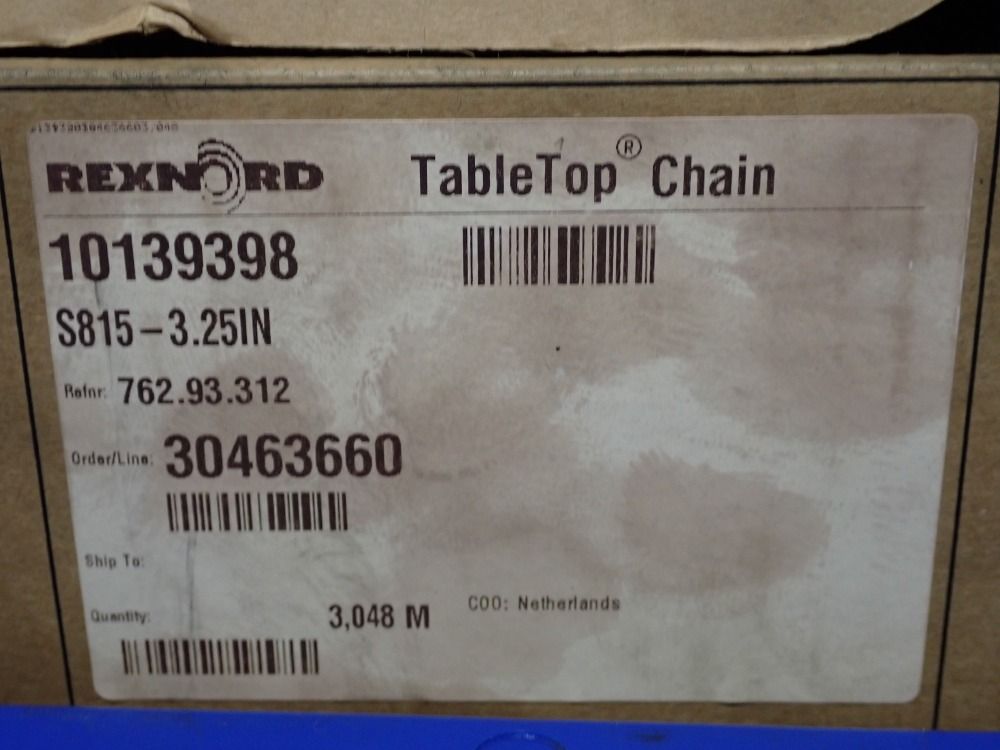 REXNORD
TableTop® Chain
10139398
S815-3.25IN
Refnr: 762.93.312
Order/Line: 30463660
Ship To:
Quantity: 3,048 M
COO: Netherlands